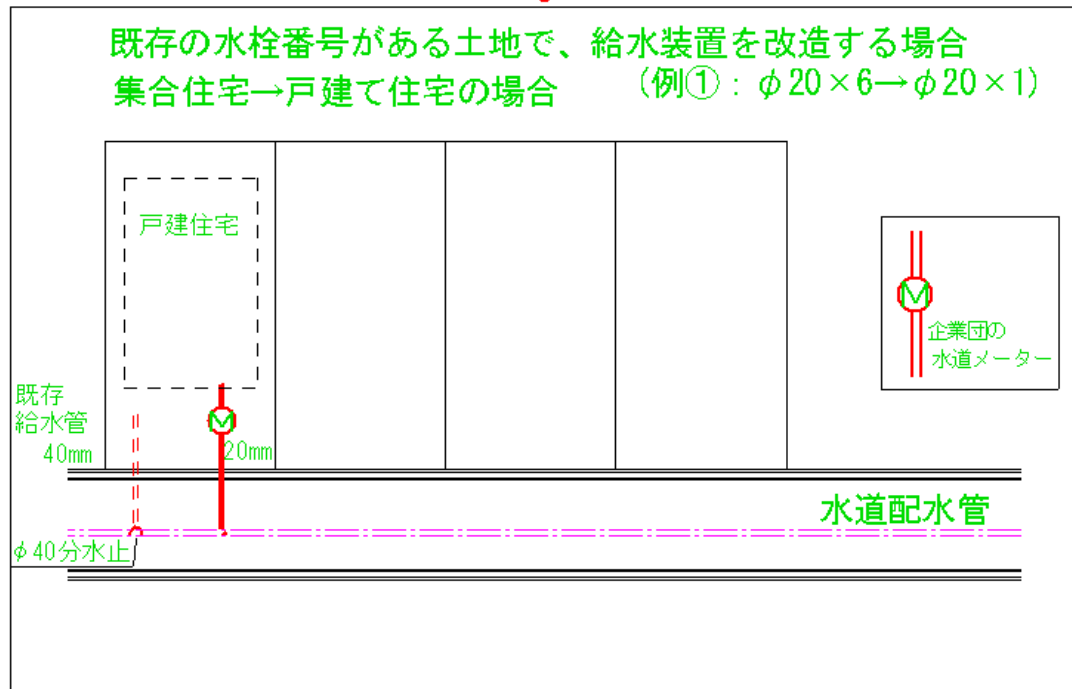 既存の水栓番号がある土地で、給水装置を改造する場合
集合住宅→戸建て住宅の場合
(例①：φ20×6→φ20×1)
戸建住宅
企業団の
水道メーター
既存
給水管
40mm
20mm
水道配水管
φ40分水止